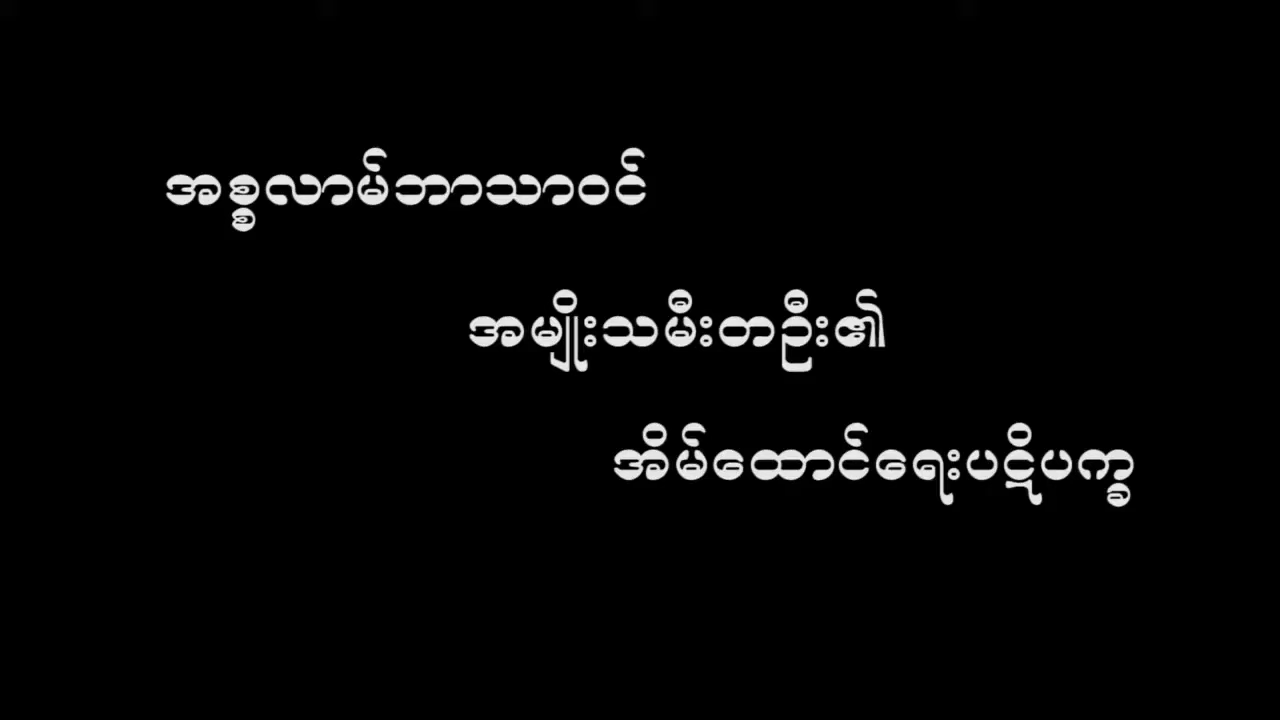 အစ္စလာမ်ဘာသာဝင်
အမျိုးသမီးတဦး၏
အိမ်ထောင်ရေးပဋိပက္ခ